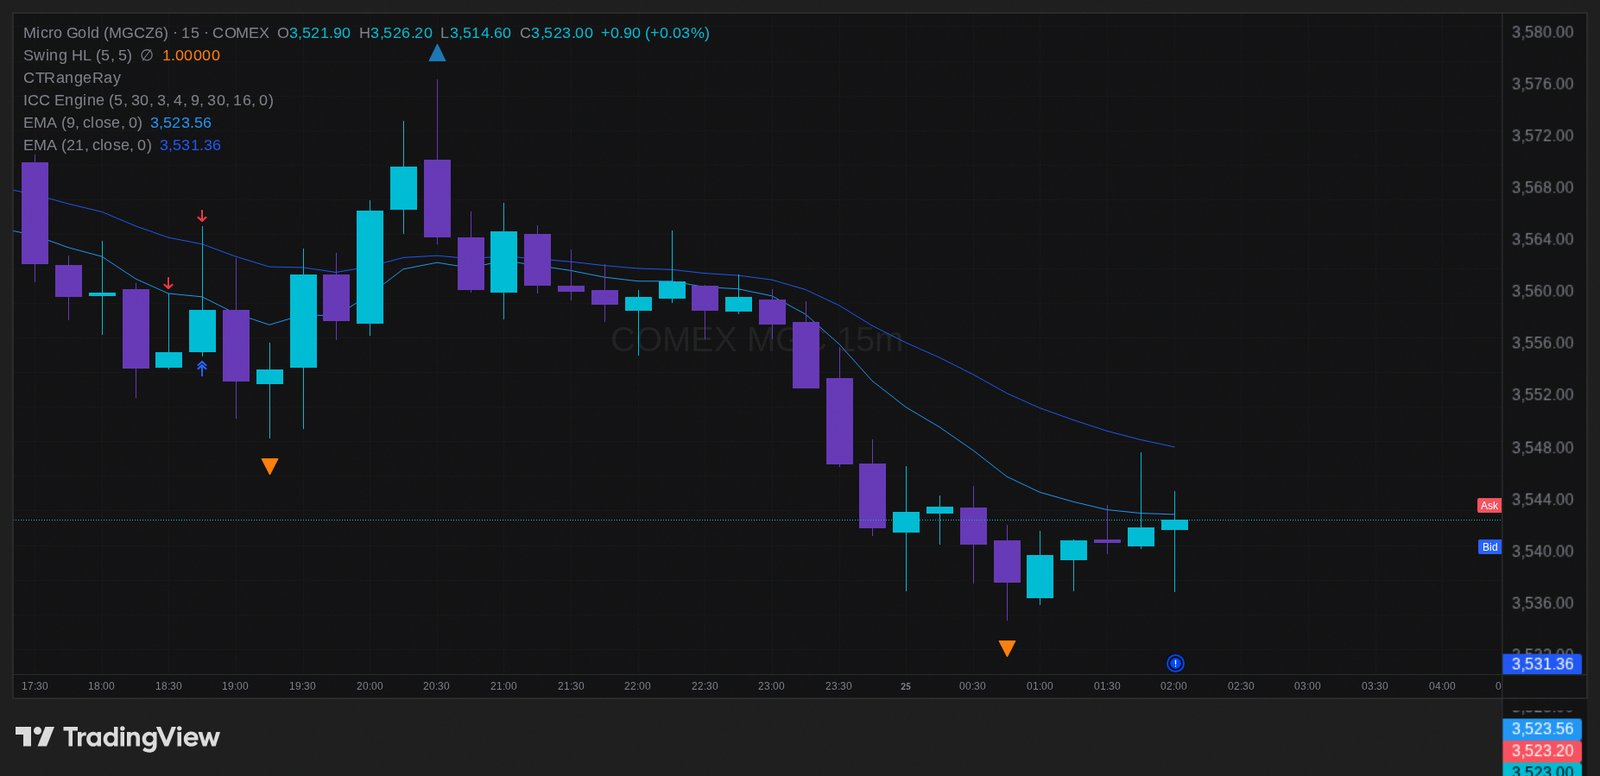 Micro Gold (MGCZ6) · 15 · COMEX O3,521.90 H3,526.20 L3,514.60 C3,523.00 +0.90 (+0.03%)
Swing HL (5, 5) ∅ 1.00000
CTRangeRay
ICC Engine (5, 30, 3, 4, 9, 30, 16, 0)
EMA (9, close, 0) 3,523.56
EMA (21, close, 0) 3,531.36
COMEX MGC 15m
3,580.00
3,576.00
3,572.00
3,568.00
3,564.00
3,560.00
3,556.00
3,552.00
3,548.00
3,544.00
Ask
Bid
3,540.00
3,536.00
3,531.36
17:30 18:00 18:30 19:00 19:30 20:00 20:30 21:00 21:30 22:00 22:30 23:00 23:30 25 00:30 01:00 01:30 02:00 02:30 03:00 03:30 04:00
3,523.56
3,523.20
3,523.00
TradingView